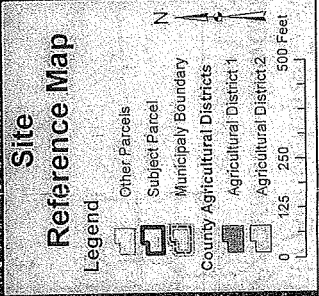 Site
Reference Map
Legend
Other Parcels
Subject Parcel
Municipaly Boundary
County Agricultural Districts
Agricultural District 1
Agricultural District 2
N
0 125 250 500 Feet